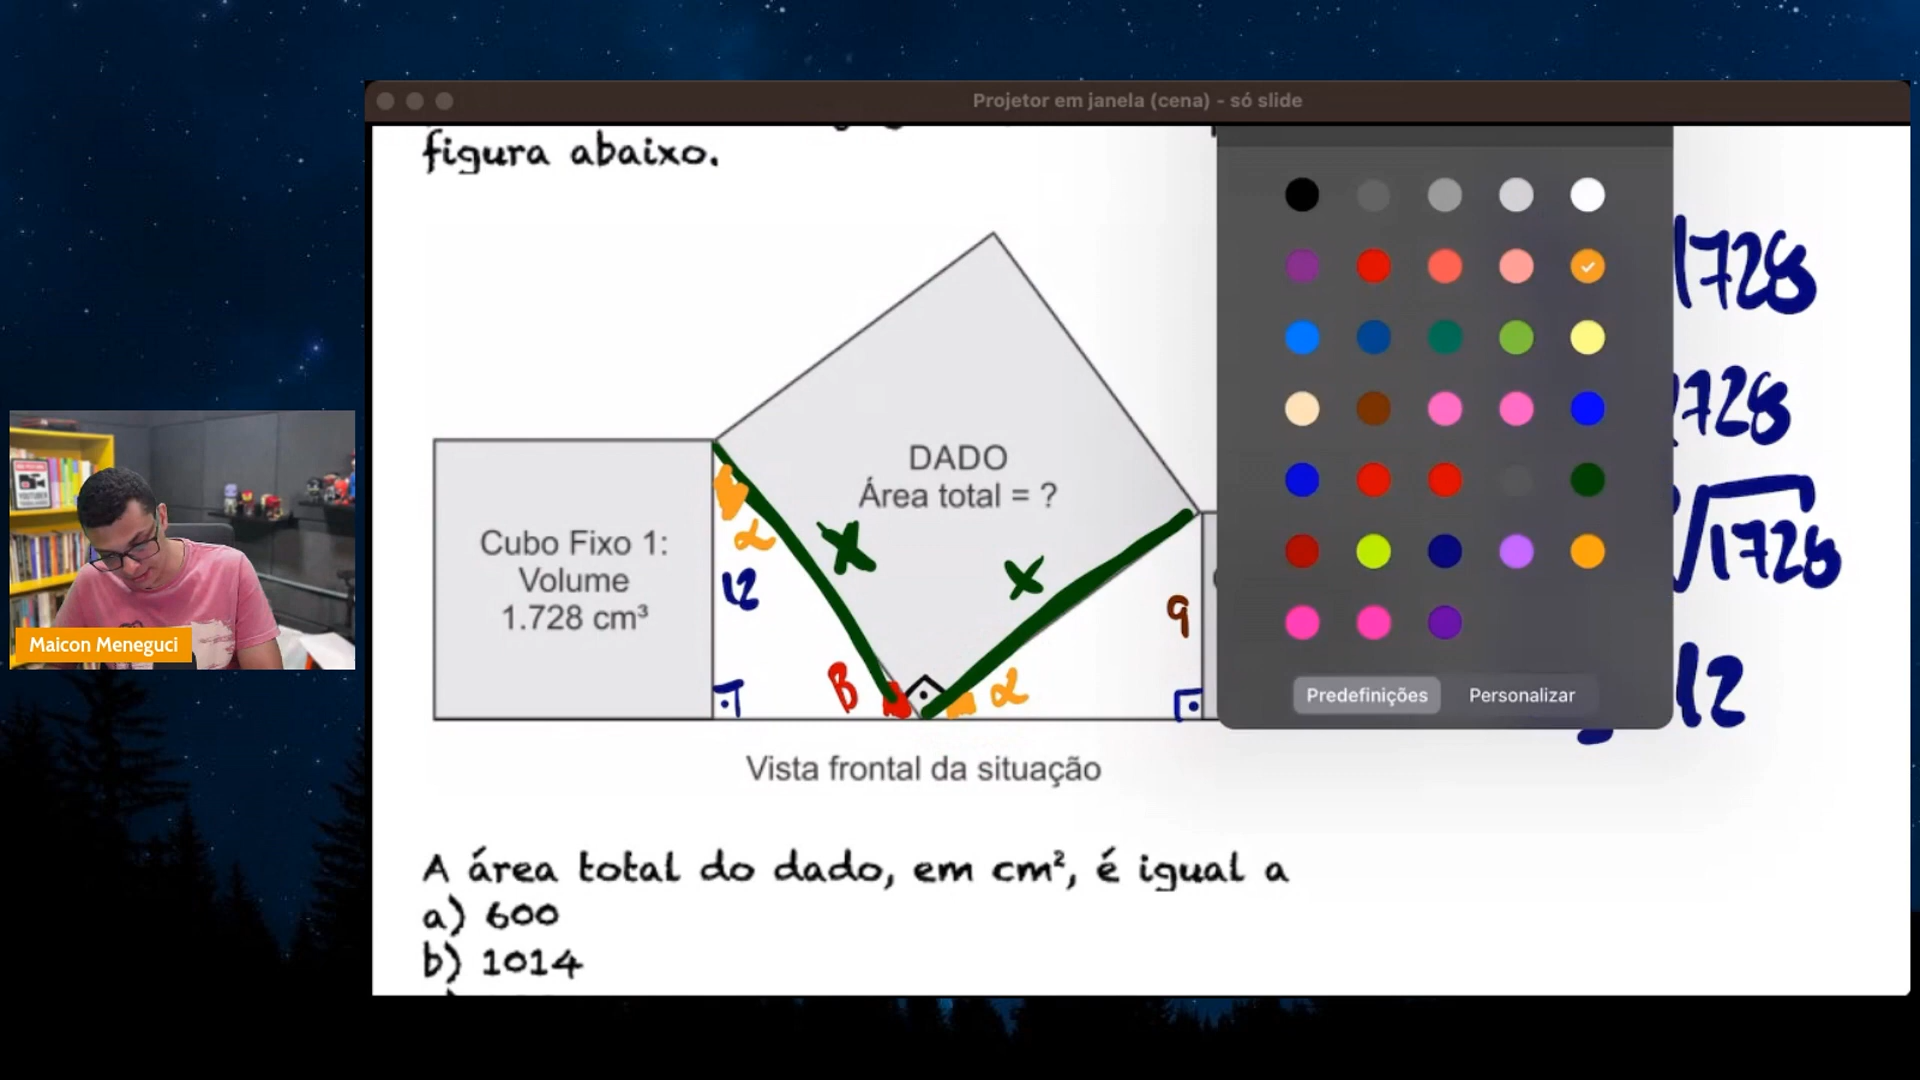 Projetor em janela (cena) - só slide
figura abaixo.
DADO
Área total = ?
Cubo Fixo 1:
Volume
1.728 cm³
α
x
x
12
9
B
α
1728
1728
√1728
12
Predefinições
Personalizar
Maicon Meneguci
Vista frontal da situação
A área total do dado, em cm², é igual a
a) 600
b) 1014